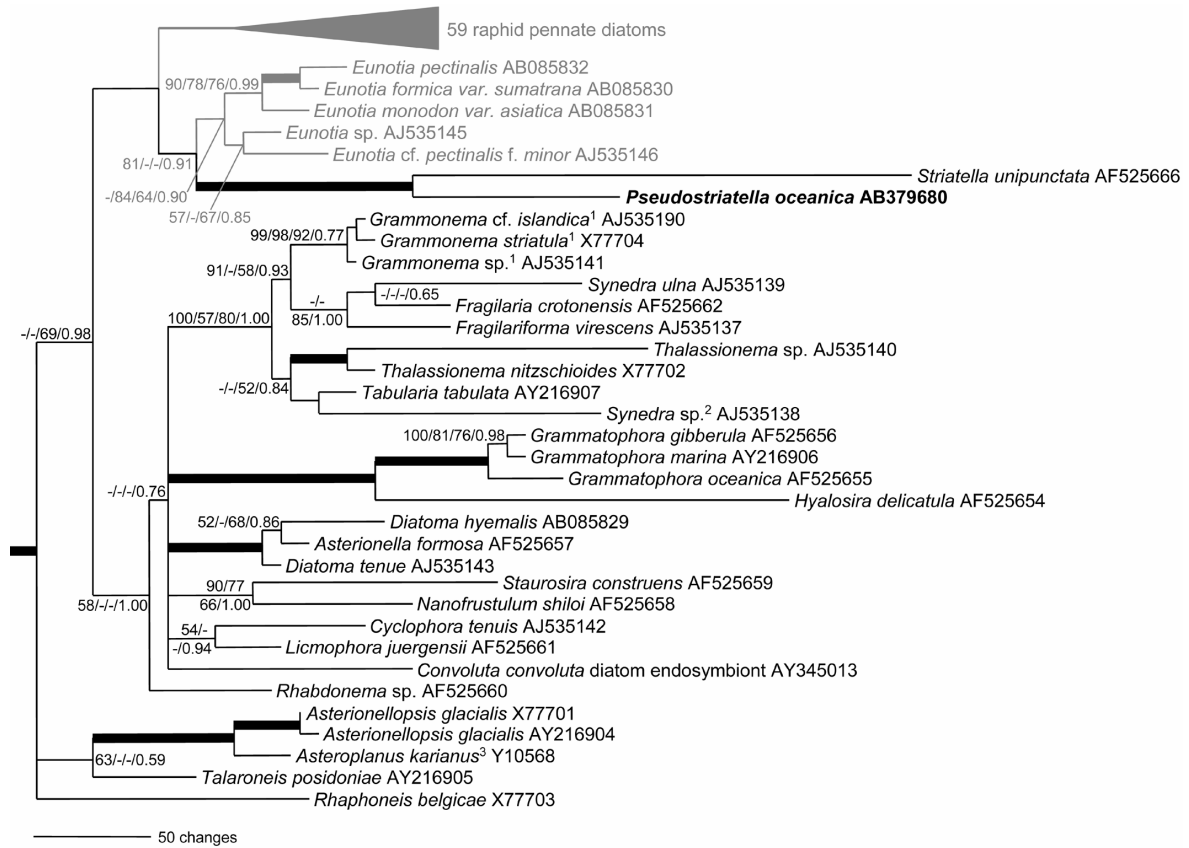 59 raphid pennate diatoms
Eunotia pectinalis AB085832
90/78/76/0.99
Eunotia formica var. sumatrana AB085830
Eunotia monodon var. asiatica AB085831
Eunotia sp. AJ535145
Eunotia cf. pectinalis f. minor AJ535146
81/-/-/0.91
Striatella unipunctata AF525666
-/84/64/0.90
Pseudostriatella oceanica AB379680
57/-/67/0.85
Grammonema cf. islandica¹ AJ535190
99/98/92/0.77
Grammonema striatula¹ X77704
Grammonema sp.¹ AJ535141
91/-/58/0.93
Synedra ulna AJ535139
-/-/-/0.65
-/-
Fragilaria crotonensis AF525662
100/57/80/1.00
85/1.00
Fragilariforma virescens AJ535137
-/-/69/0.98
Thalassionema sp. AJ535140
Thalassionema nitzschioides X77702
-/-/52/0.84
Tabularia tabulata AY216907
Synedra sp.² AJ535138
100/81/76/0.98
Grammatophora gibberula AF525656
Grammatophora marina AY216906
Grammatophora oceanica AF525655
-/-/-/0.76
Hyalosira delicatula AF525654
52/-/68/0.86
Diatoma hyemalis AB085829
Asterionella formosa AF525657
Diatoma tenue AJ535143
90/77
Staurosira construens AF525659
58/-/-/1.00
66/1.00
Nanofrustulum shiloi AF525658
54/-
Cyclophora tenuis AJ535142
-/0.94
Licmophora juergensii AF525661
Convoluta convoluta diatom endosymbiont AY345013
Rhabdonema sp. AF525660
Asterionellopsis glacialis X77701
Asterionellopsis glacialis AY216904
63/-/-/0.59
Asteroplanus karianus³ Y10568
Talaroneis posidoniae AY216905
Rhaphoneis belgicae X77703
50 changes